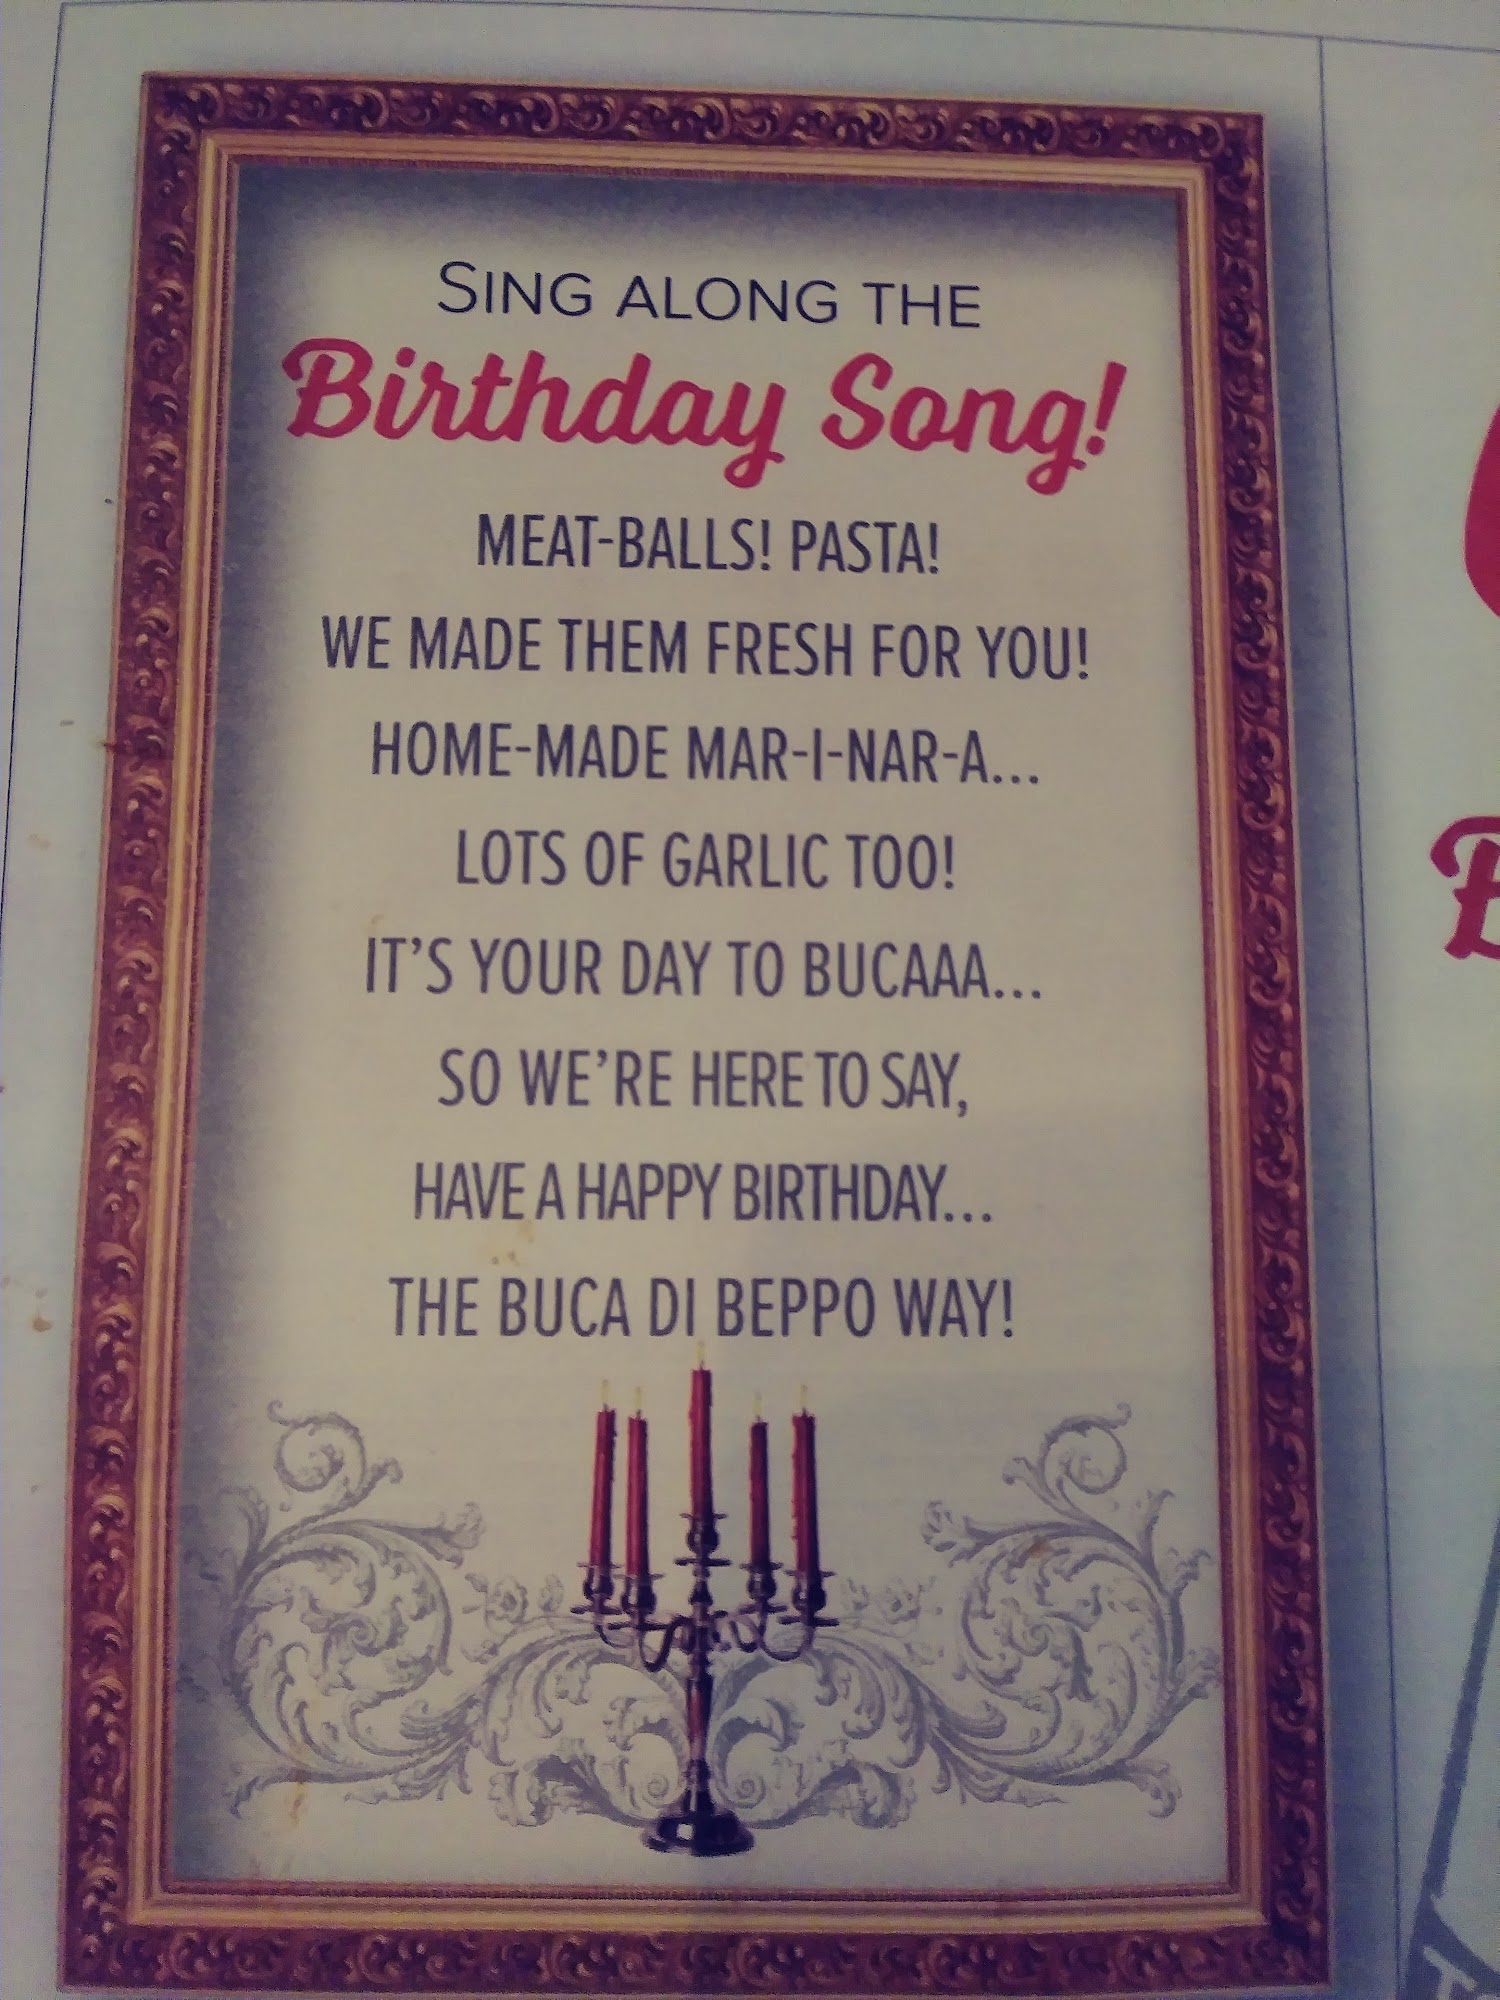 SING ALONG THE
Birthday Song!
MEAT-BALLS! PASTA!
WE MADE THEM FRESH FOR YOU!
HOME-MADE MAR-I-NAR-A...
LOTS OF GARLIC TOO!
IT'S YOUR DAY TO BUCAAA...
SO WE'RE HERE TO SAY,
HAVE A HAPPY BIRTHDAY...
THE BUCA DI BEPPO WAY!